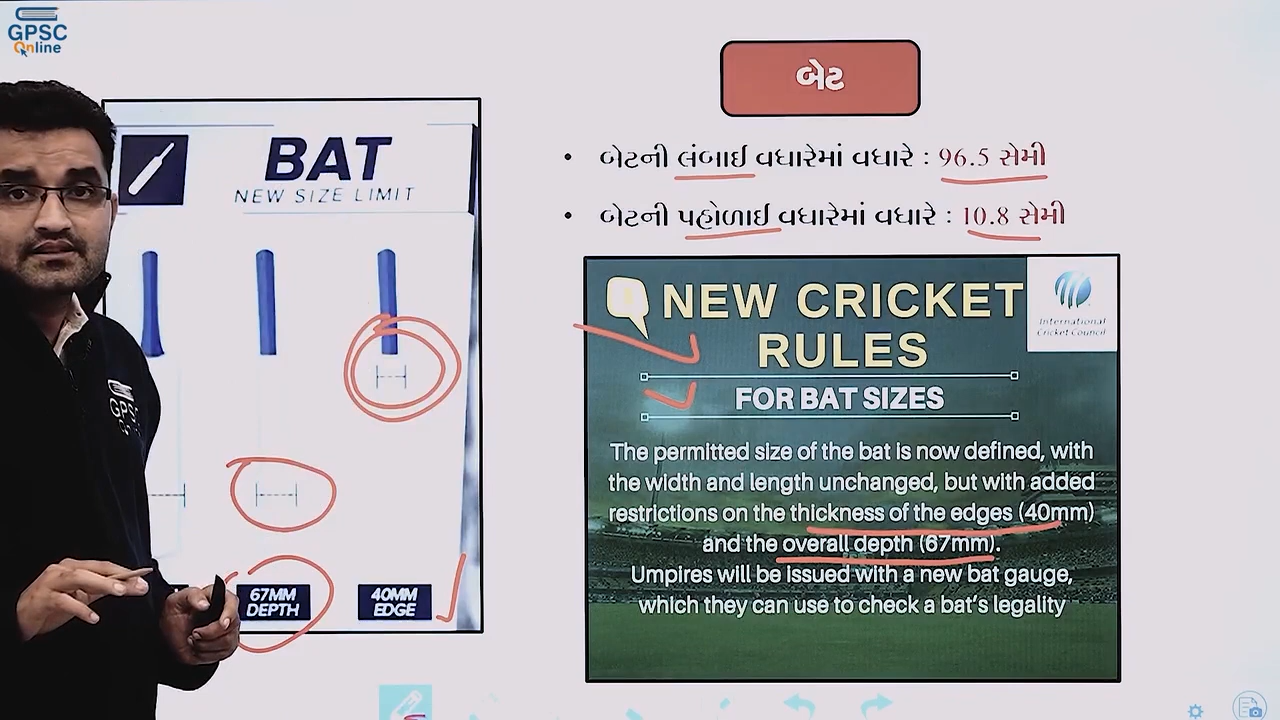 GPSC
Online
બેટ
BAT
NEW SIZE LIMIT
• બેટની લંબાઈ વધારેમાં વધારે : 96.5 સેમી
• બેટની પહોળાઈ વધારેમાં વધારે : 10.8 સેમી
NEW CRICKET
RULES
FOR BAT SIZES
International
Cricket Council
The permitted size of the bat is now defined, with
the width and length unchanged, but with added
restrictions on the thickness of the edges (40mm)
and the overall depth (67mm).
Umpires will be issued with a new bat gauge,
which they can use to check a bat's legality
67MM
DEPTH
40MM
EDGE
GPSC